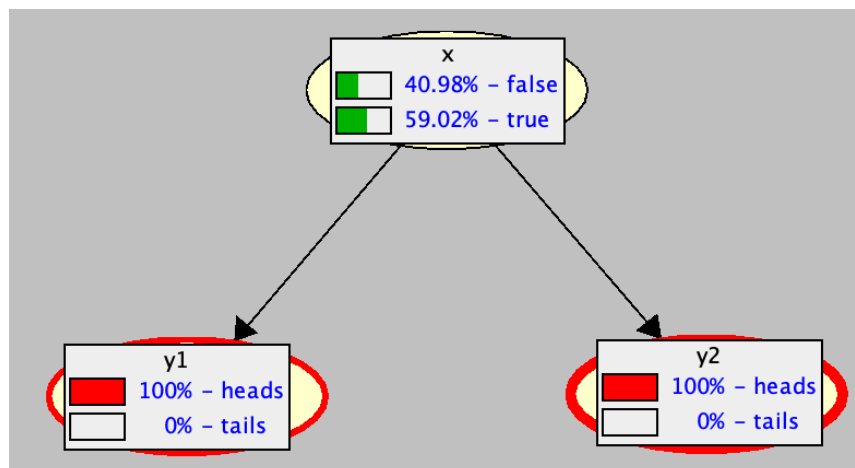 x
40.98% – false
59.02% – true
y1
100% – heads
0% – tails
y2
100% – heads
0% – tails